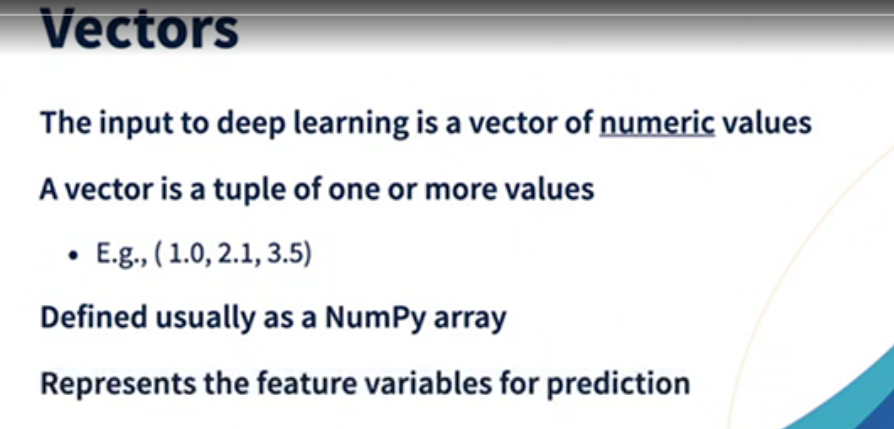 Vectors
The input to deep learning is a vector of numeric values
A vector is a tuple of one or more values
• E.g., ( 1.0, 2.1, 3.5)
Defined usually as a NumPy array
Represents the feature variables for prediction